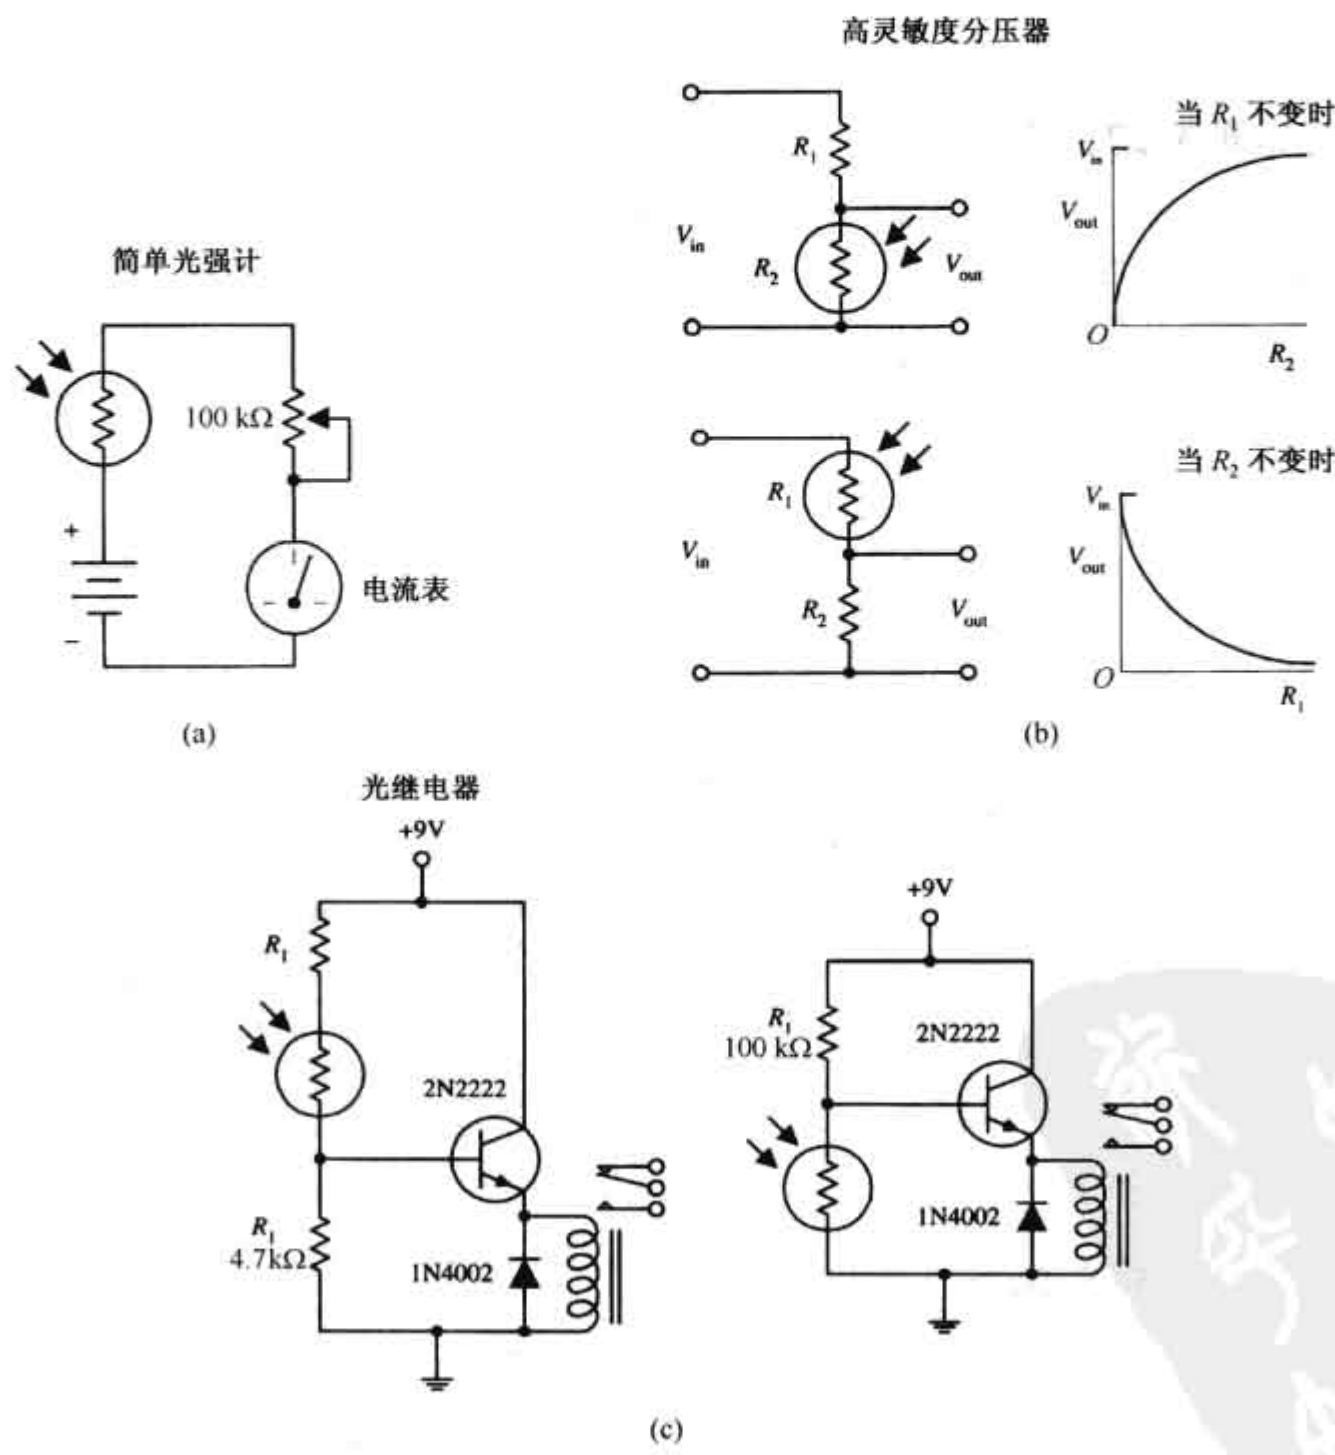 高灵敏度分压器
当 R₁ 不变时
Vin
Vout
O
R₂
R₁
Vin
R₂
Vout
简单光强计
100 kΩ
+
−
电流表
(a)
当 R₂ 不变时
Vin
Vout
O
R₁
R₁
Vin
R₂
Vout
(b)
光继电器
+9V
R₁
2N2222
R₁
4.7kΩ
1N4002
+9V
R₁
100 kΩ
2N2222
1N4002
(c)